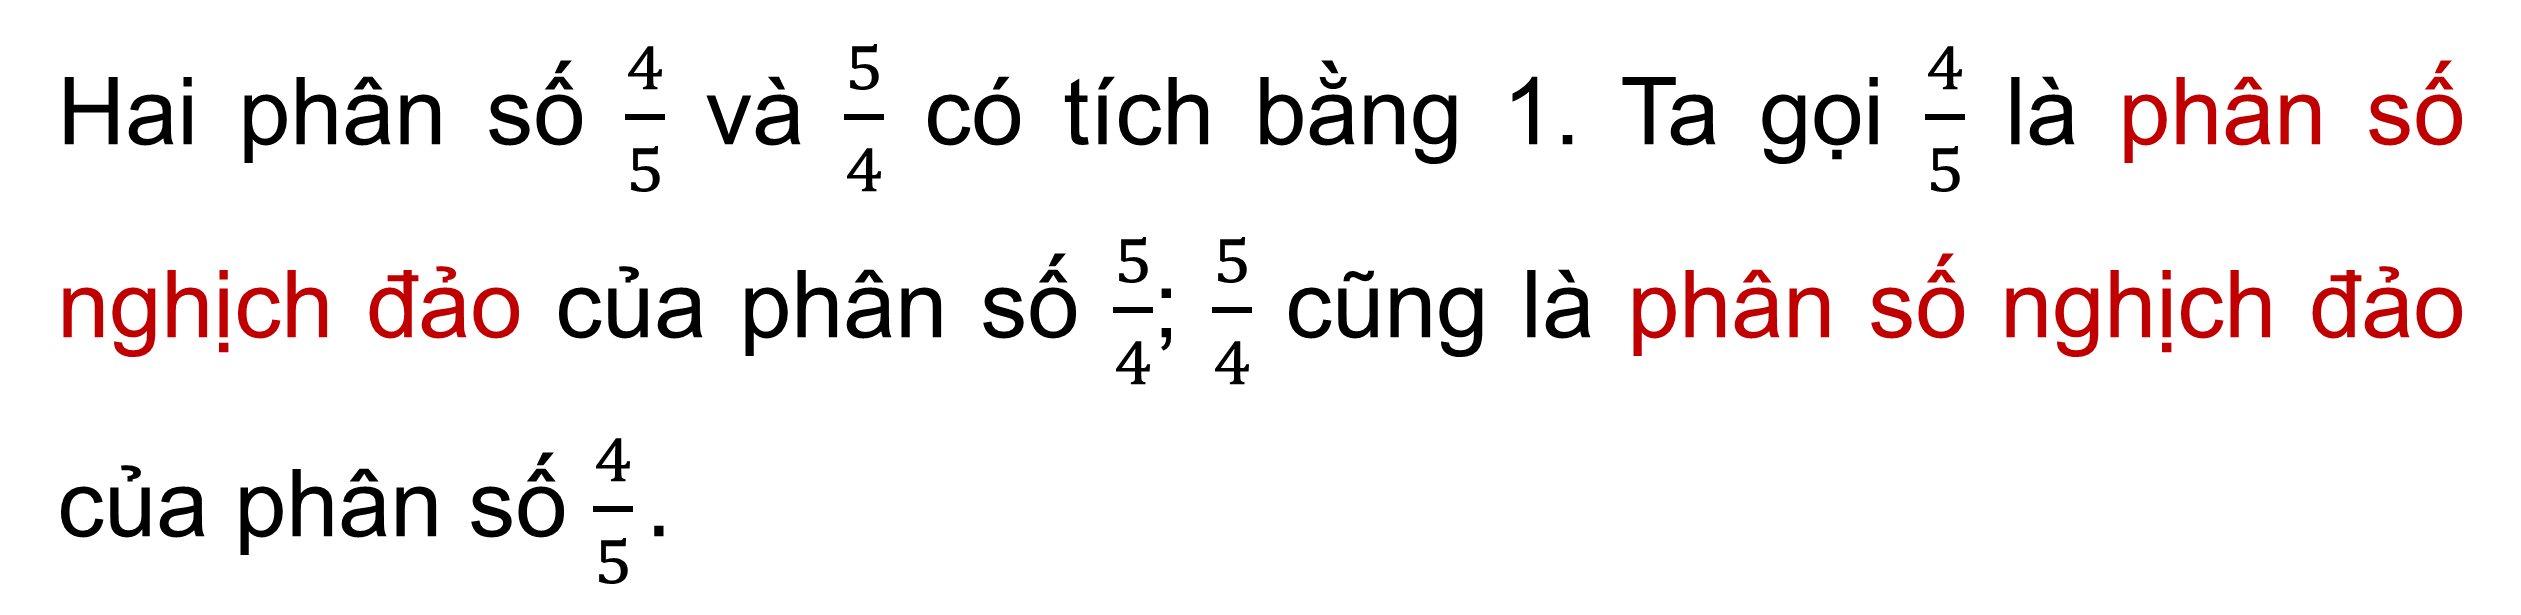 Hai phân số 4/5 và 5/4 có tích bằng 1. Ta gọi 4/5 là phân số
nghịch đảo của phân số 5/4; 5/4 cũng là phân số nghịch đảo
của phân số 4/5.